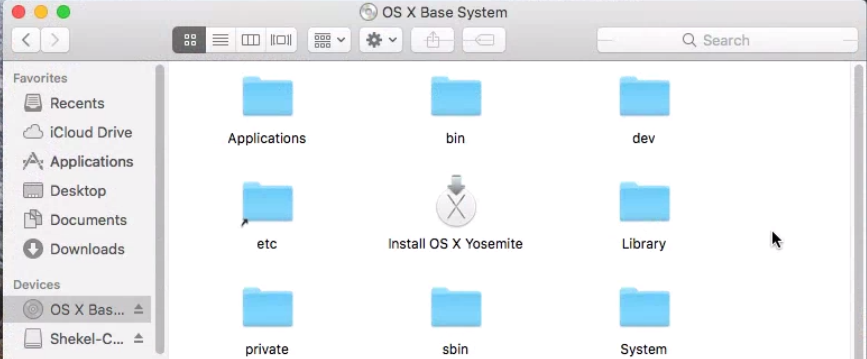 OS X Base System
Search
Favorites
Recents
iCloud Drive
Applications
Desktop
Documents
Downloads
Devices
OS X Bas...
Shekel-C...
Applications
bin
dev
etc
Install OS X Yosemite
Library
private
sbin
System